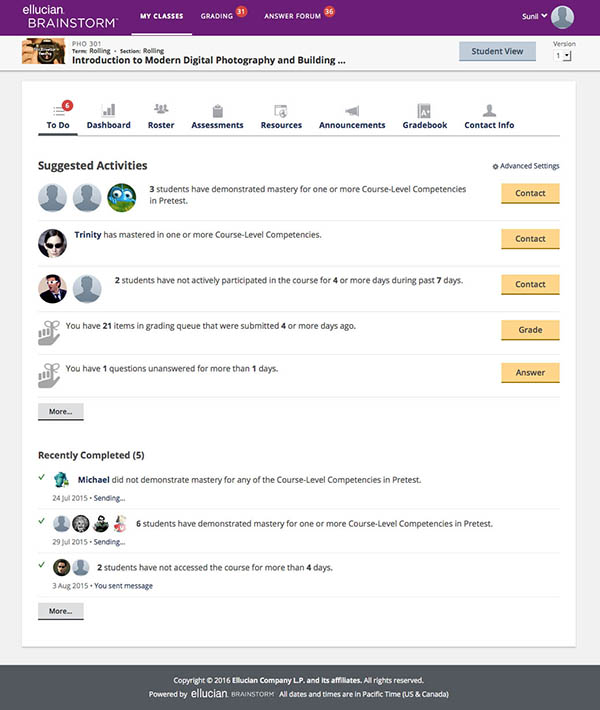 ellucian.
BRAINSTORM™
MY CLASSES
GRADING 31
ANSWER FORUM 36
Sunil
PHO 301
Term: Rolling • Section: Rolling
Introduction to Modern Digital Photography and Building ...
Student View
Version
1
6
To Do
Dashboard
Roster
Assessments
Resources
Announcements
Gradebook
Contact Info
Suggested Activities
Advanced Settings
3 students have demonstrated mastery for one or more Course-Level Competencies
in Pretest.
Contact
Trinity has mastered in one or more Course-Level Competencies.
Contact
2 students have not actively participated in the course for 4 or more days during past 7 days.
Contact
You have 21 items in grading queue that were submitted 4 or more days ago.
Grade
You have 1 questions unanswered for more than 1 days.
Answer
More...
Recently Completed (5)
Michael did not demonstrate mastery for any of the Course-Level Competencies in Pretest.
24 Jul 2015 • Sending...
6 students have demonstrated mastery for one or more Course-Level Competencies in Pretest.
29 Jul 2015 • Sending...
2 students have not accessed the course for more than 4 days.
3 Aug 2015 • You sent message
More...
Copyright © 2016 Ellucian Company L.P. and its affiliates. All rights reserved.
Powered by ellucian. BRAINSTORM All dates and times are in Pacific Time (US & Canada)